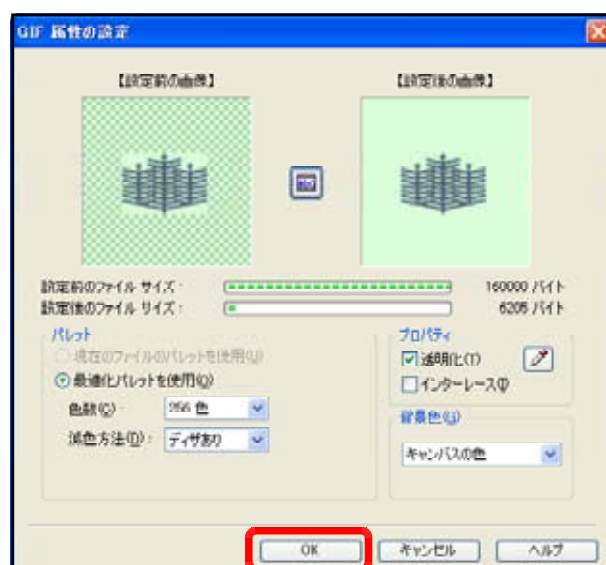 GIF 属性の設定
【設定前の画像】
【設定後の画像】
設定前のファイル サイズ： 160000 バイト
設定後のファイル サイズ： 6205 バイト
パレット
現在のファイルのパレットを使用(U)
最適化パレットを使用(O)
色数(C)： 256 色
減色方法(D)： ディザあり
プロパティ
透明化(T)
インターレース(I)
背景色(G)
キャンバスの色
OK
キャンセル
ヘルプ